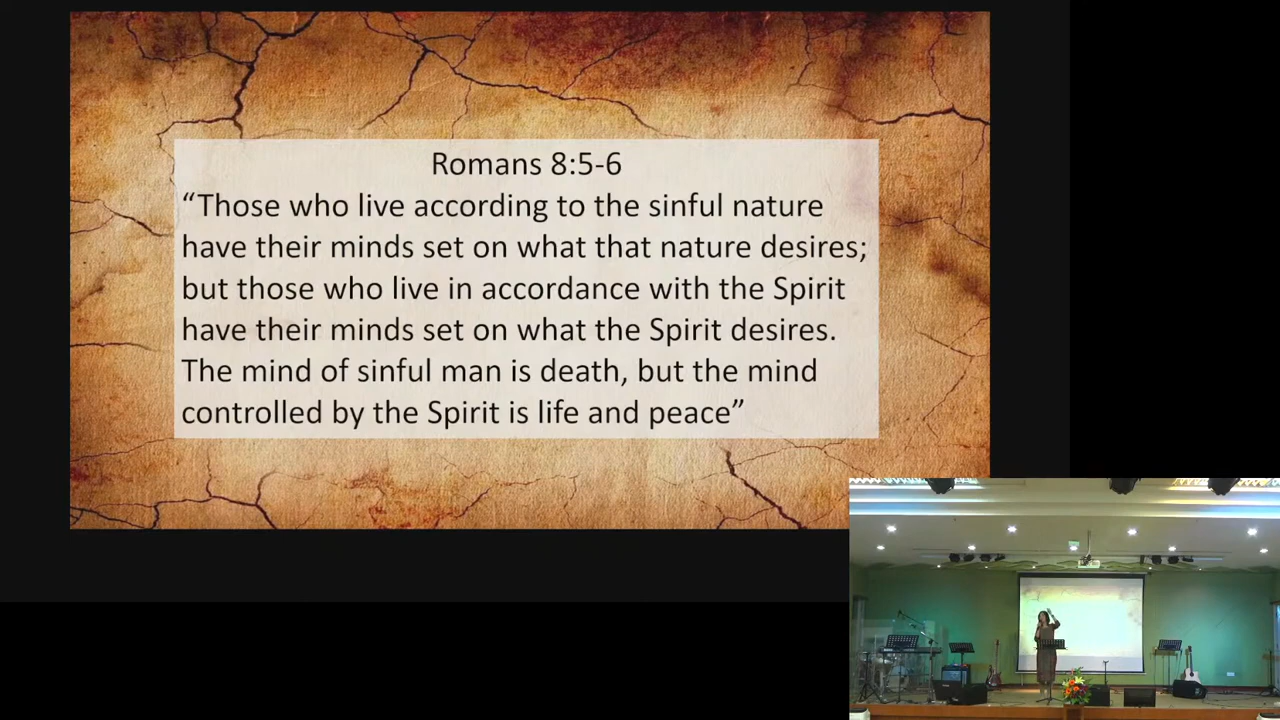 Romans 8:5-6
“Those who live according to the sinful nature
have their minds set on what that nature desires;
but those who live in accordance with the Spirit
have their minds set on what the Spirit desires.
The mind of sinful man is death, but the mind
controlled by the Spirit is life and peace”